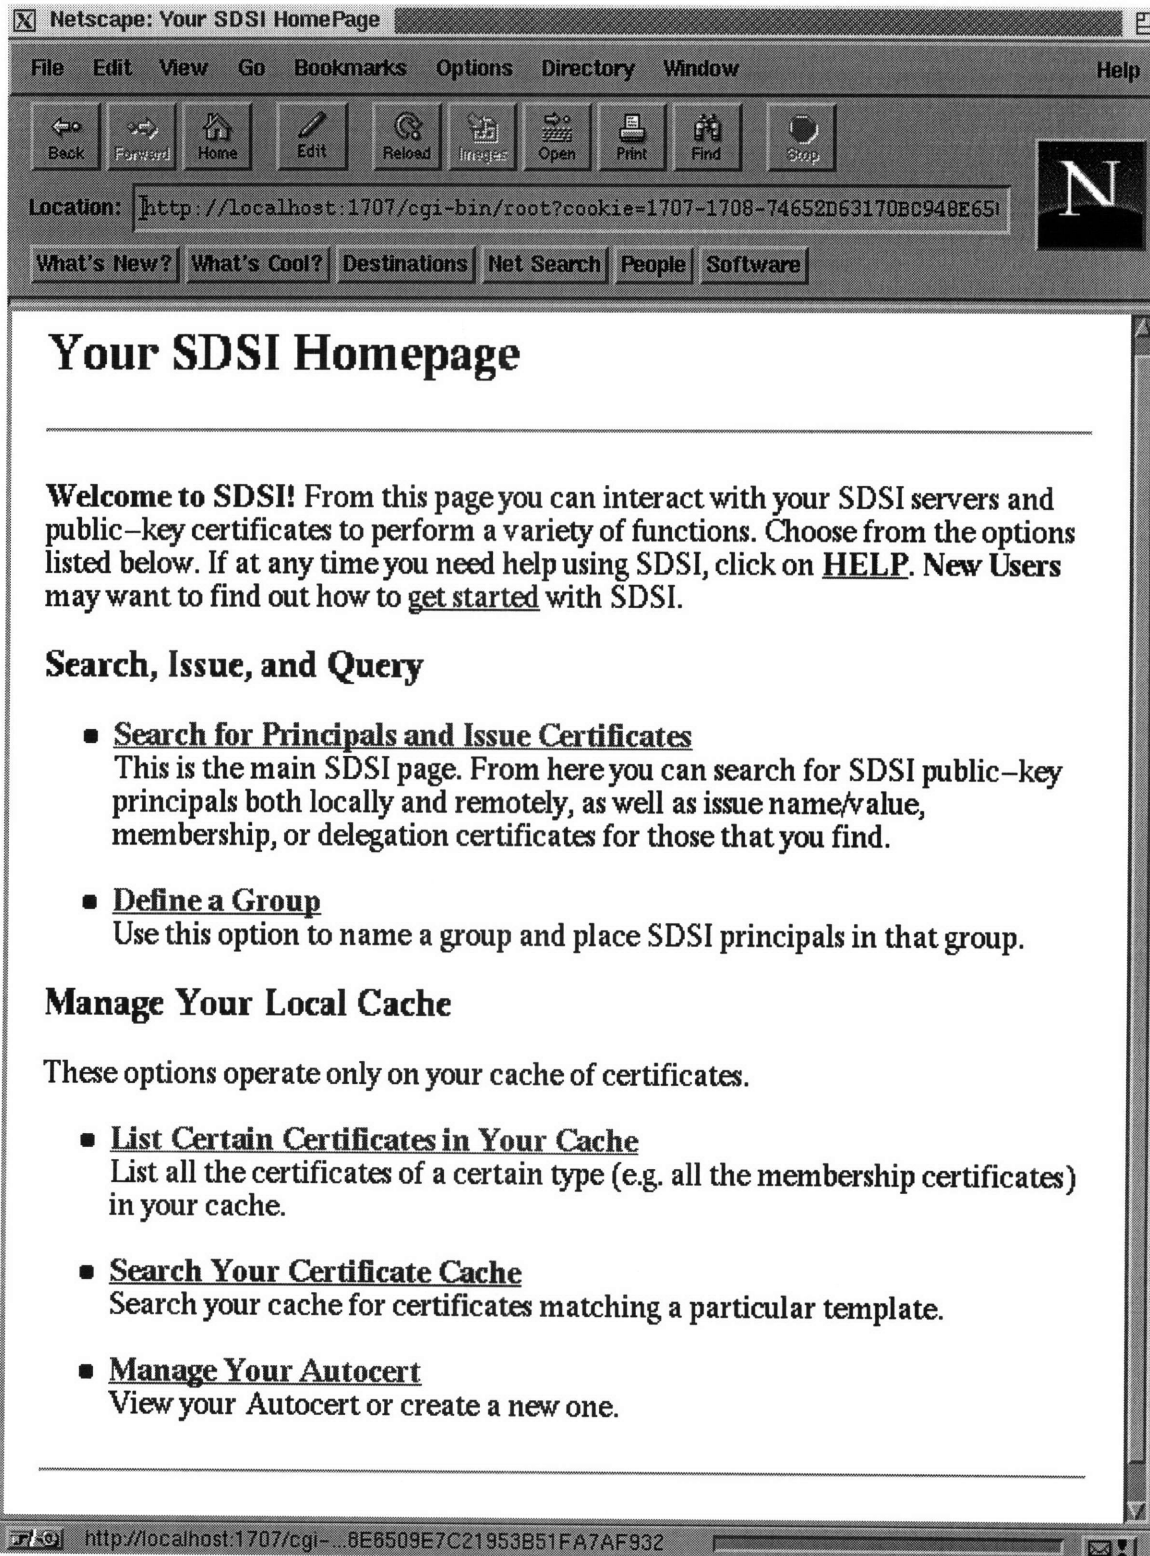 X Netscape: Your SDSI HomePage
File Edit View Go Bookmarks Options Directory Window Help
Back Forward Home Edit Reload Images Open Print Find Stop
N
Location: http://localhost:1707/cgi-bin/root?cookie=1707-1708-74652D63170BC948E650
What's New? What's Cool? Destinations Net Search People Software
Your SDSI Homepage
Welcome to SDSI! From this page you can interact with your SDSI servers and
public-key certificates to perform a variety of functions. Choose from the options
listed below. If at any time you need help using SDSI, click on HELP. New Users
may want to find out how to get started with SDSI.
Search, Issue, and Query
Search for Principals and Issue Certificates
This is the main SDSI page. From here you can search for SDSI public-key
principals both locally and remotely, as well as issue name/value,
membership, or delegation certificates for those that you find.
Define a Group
Use this option to name a group and place SDSI principals in that group.
Manage Your Local Cache
These options operate only on your cache of certificates.
List Certain Certificates in Your Cache
List all the certificates of a certain type (e.g. all the membership certificates)
in your cache.
Search Your Certificate Cache
Search your cache for certificates matching a particular template.
Manage Your Autocert
View your Autocert or create a new one.
http://localhost:1707/cgi-...8E6509E7C21953B51FA7AF932